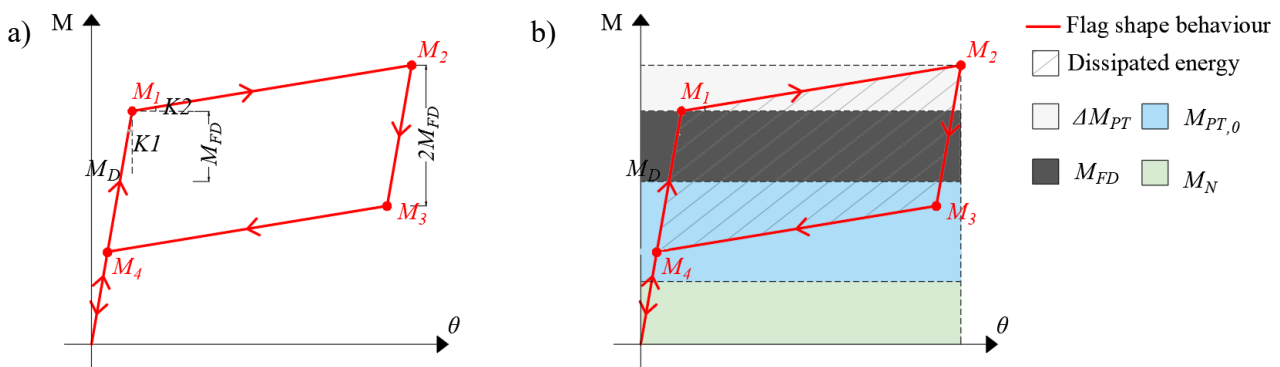 a)
M
M1
K2
K1
MFD
MD
M2
2MFD
M3
M4
θ
b)
M
M1
MD
M2
M3
M4
θ
Flag shape behaviour
Dissipated energy
ΔMPT
MPT,0
MFD
MN